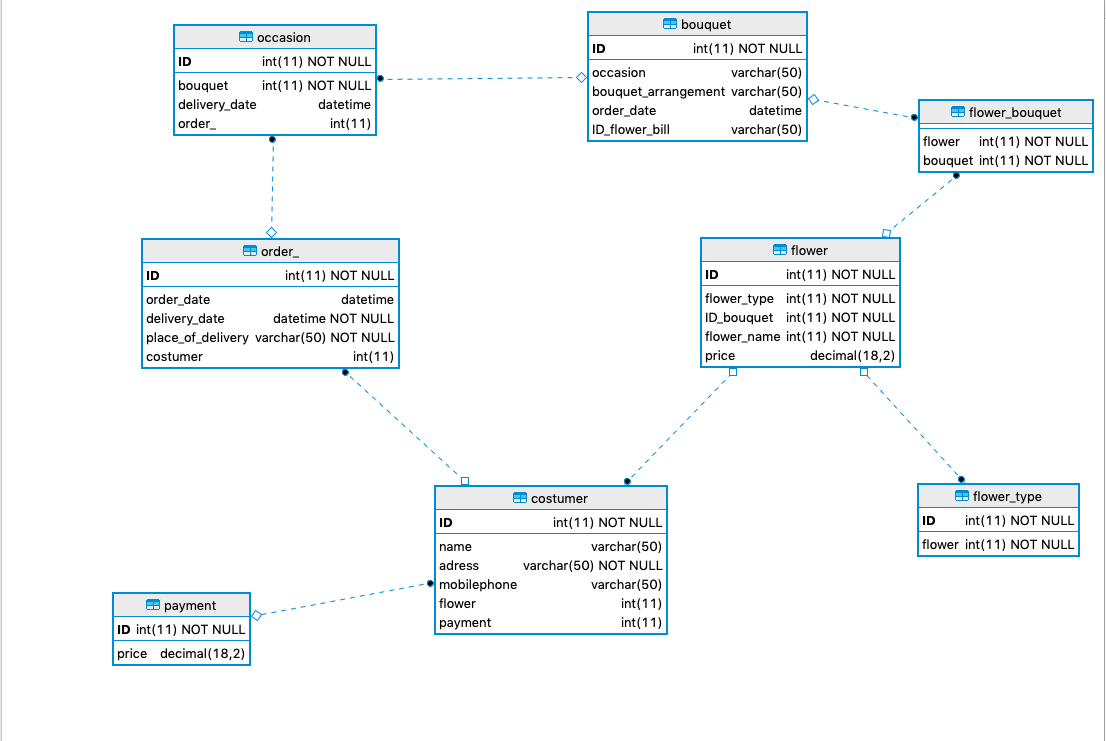 occasion
ID int(11) NOT NULL
bouquet int(11) NOT NULL
delivery_date datetime
order_ int(11)
bouquet
ID int(11) NOT NULL
occasion varchar(50)
bouquet_arrangement varchar(50)
order_date datetime
ID_flower_bill varchar(50)
flower_bouquet
flower int(11) NOT NULL
bouquet int(11) NOT NULL
order_
ID int(11) NOT NULL
order_date datetime
delivery_date datetime NOT NULL
place_of_delivery varchar(50) NOT NULL
costumer int(11)
flower
ID int(11) NOT NULL
flower_type int(11) NOT NULL
ID_bouquet int(11) NOT NULL
flower_name int(11) NOT NULL
price decimal(18,2)
costumer
ID int(11) NOT NULL
name varchar(50)
adress varchar(50) NOT NULL
mobilephone varchar(50)
flower int(11)
payment int(11)
flower_type
ID int(11) NOT NULL
flower int(11) NOT NULL
payment
ID int(11) NOT NULL
price decimal(18,2)